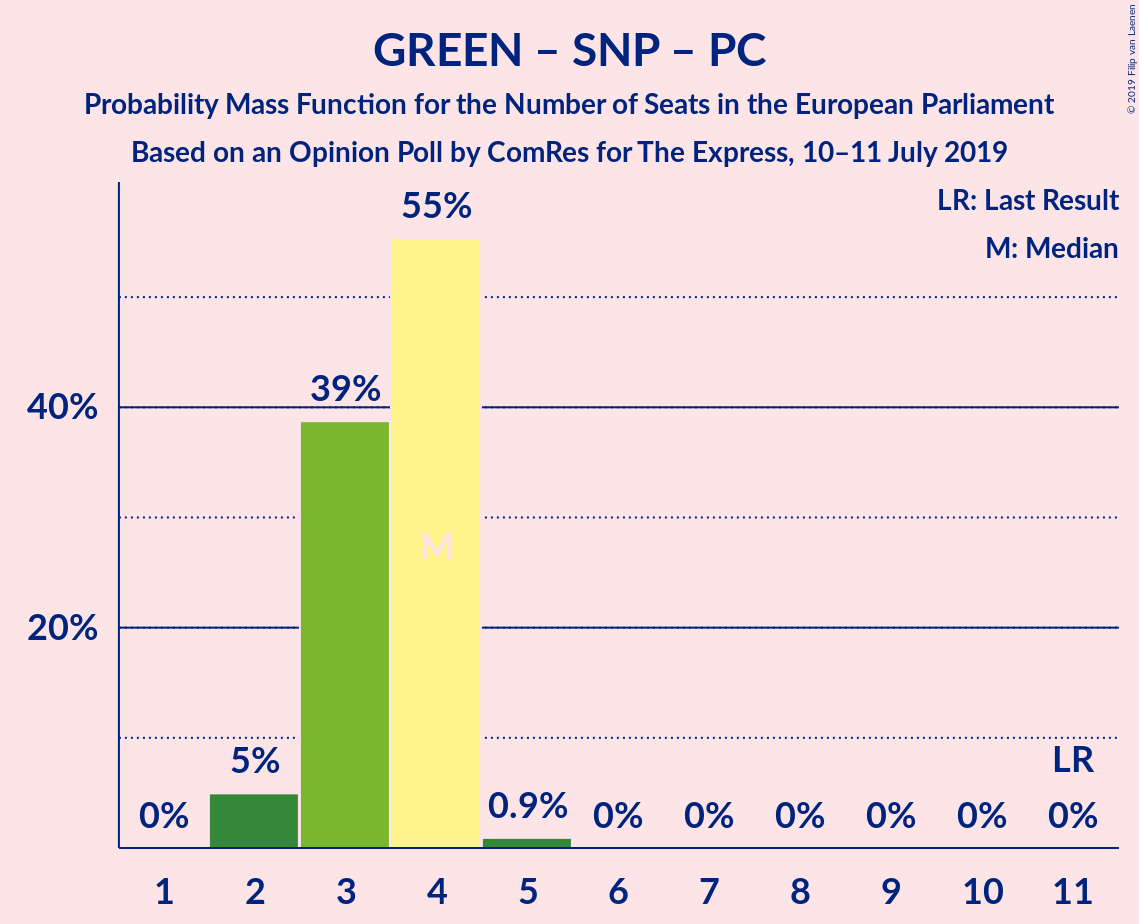 GREEN – SNP – PC
Probability Mass Function for the Number of Seats in the European Parliament
Based on an Opinion Poll by ComRes for The Express, 10–11 July 2019
© 2019 Filip van Laenen
LR: Last Result
M: Median
55%
39%
40%
M
20%
5%
LR
0%
0.9%
0%
0%
0%
0%
0%
0%
1 2 3 4 5 6 7 8 9 10 11